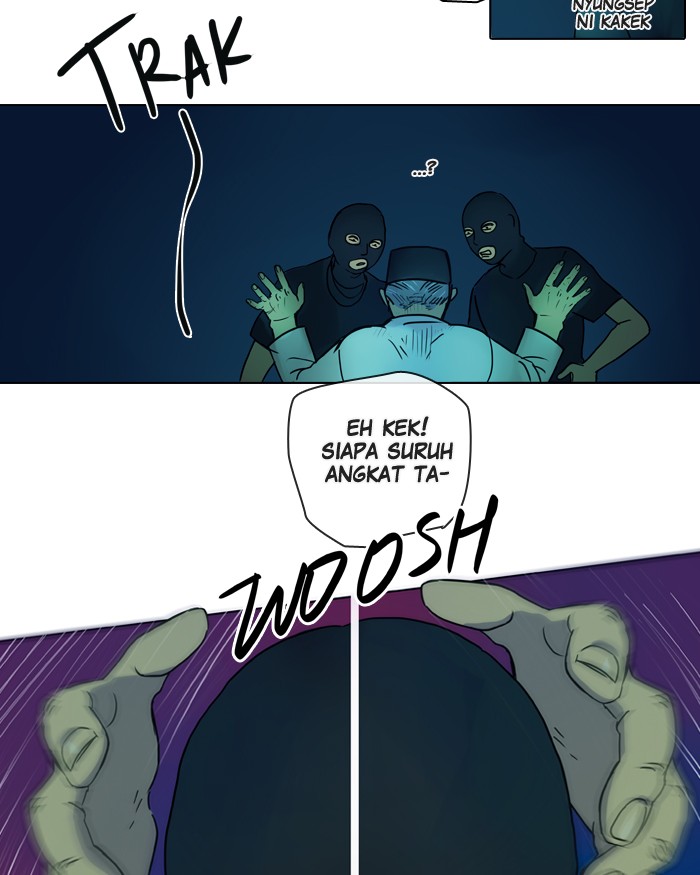 NYUNGSEP
NI KAKEK
TRAK
...?
EH KEK!
SIAPA SURUH
ANGKAT TA-
WOOSH